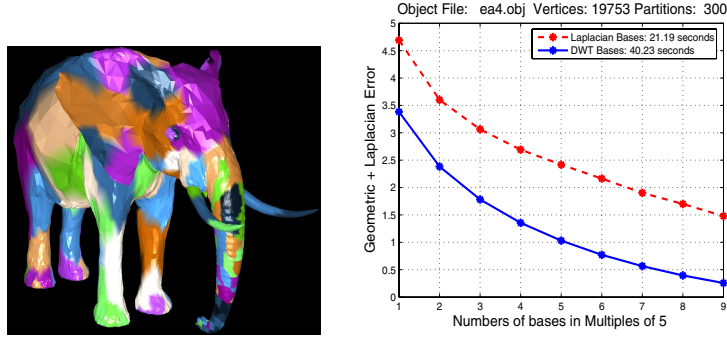 Object File: ea4.obj Vertices: 19753 Partitions: 300
Laplacian Bases: 21.19 seconds
DWT Bases: 40.23 seconds
Geometric + Laplacian Error
5
4.5
4
3.5
3
2.5
2
1.5
1
0.5
0
1 2 3 4 5 6 7 8 9
Numbers of bases in Multiples of 5